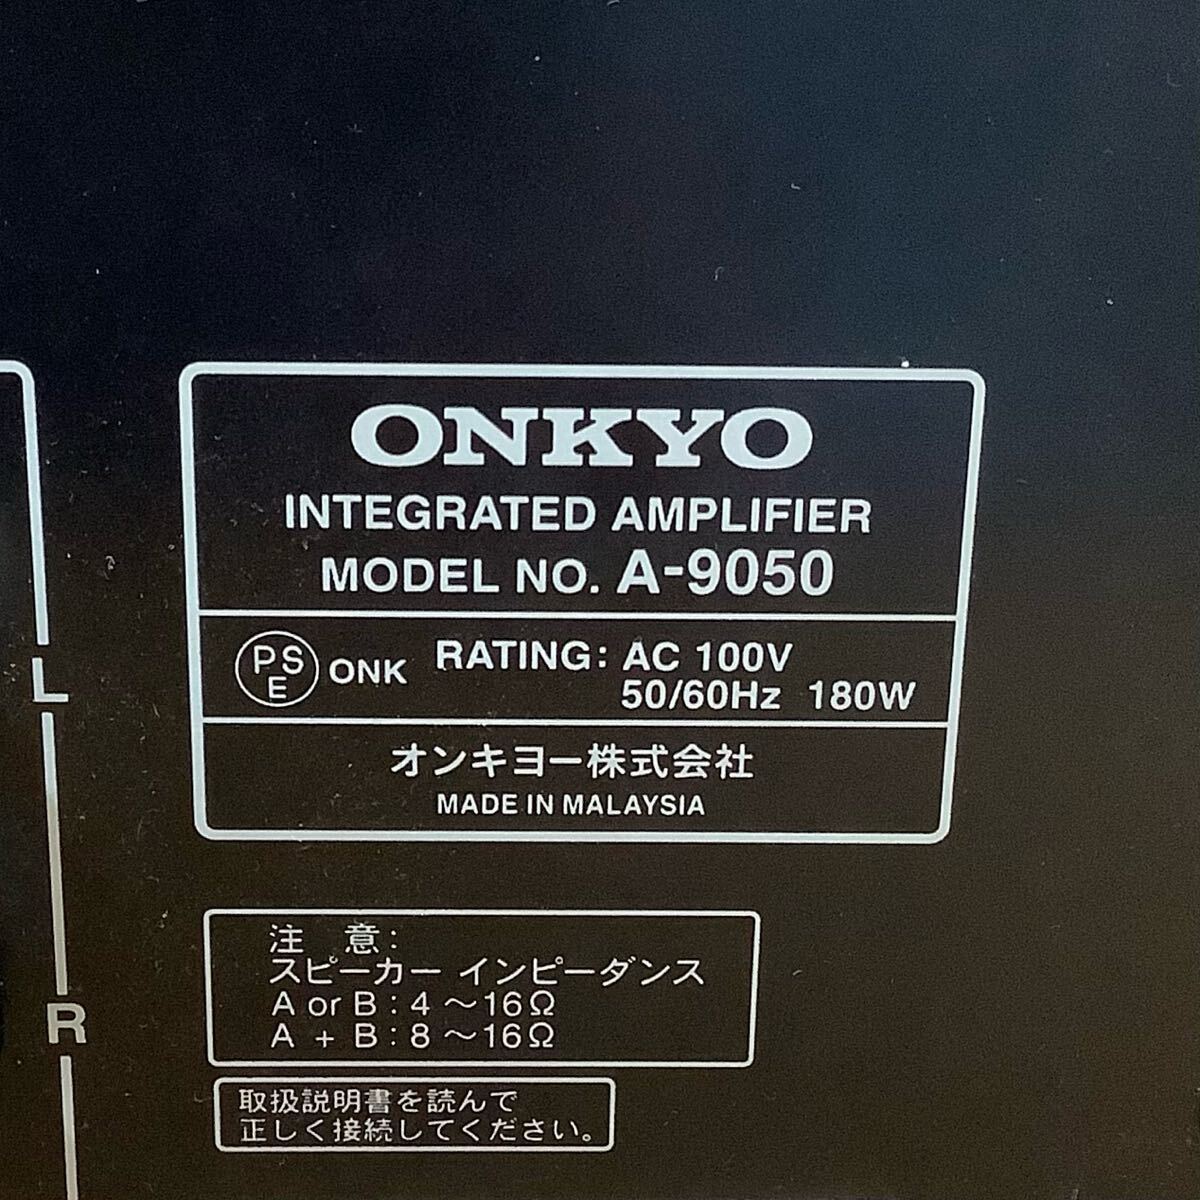 ONKYO
INTEGRATED AMPLIFIER
MODEL NO. A-9050
PSE ONK RATING: AC 100V
50/60Hz 180W
オンキヨー株式会社
MADE IN MALAYSIA
L
R
注 意:
スピーカー インピーダンス
A or B : 4 ～16Ω
A + B : 8 ～16Ω
取扱説明書を読んで
正しく接続してください。